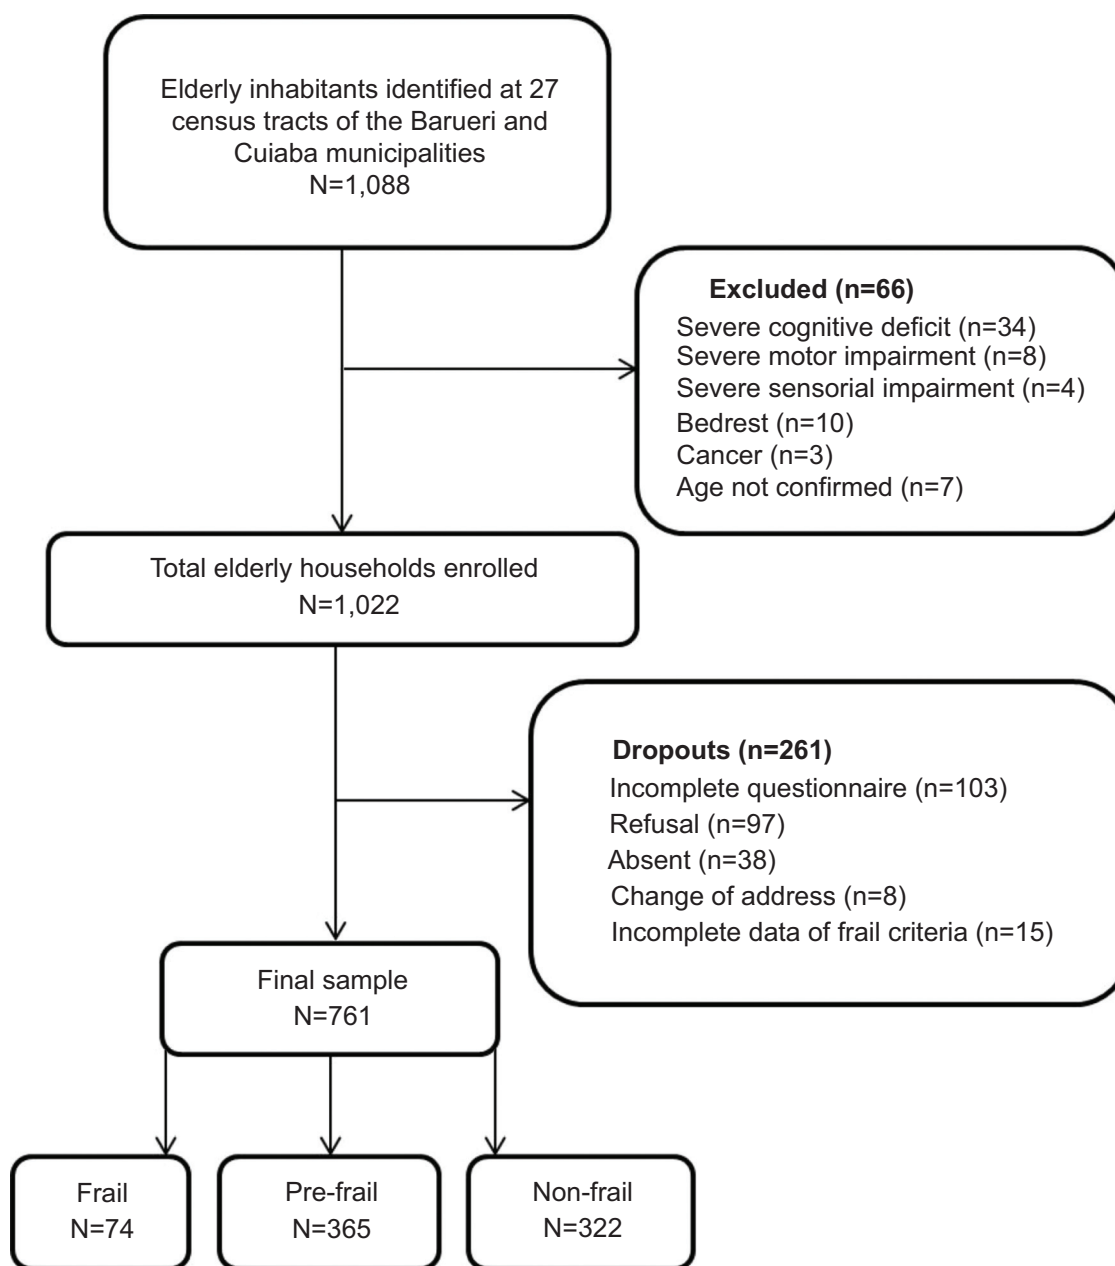 Elderly inhabitants identified at 27
census tracts of the Barueri and
Cuiaba municipalities
N=1,088
Excluded (n=66)
Severe cognitive deficit (n=34)
Severe motor impairment (n=8)
Severe sensorial impairment (n=4)
Bedrest (n=10)
Cancer (n=3)
Age not confirmed (n=7)
Total elderly households enrolled
N=1,022
Dropouts (n=261)
Incomplete questionnaire (n=103)
Refusal (n=97)
Absent (n=38)
Change of address (n=8)
Incomplete data of frail criteria (n=15)
Final sample
N=761
Frail
N=74
Pre-frail
N=365
Non-frail
N=322